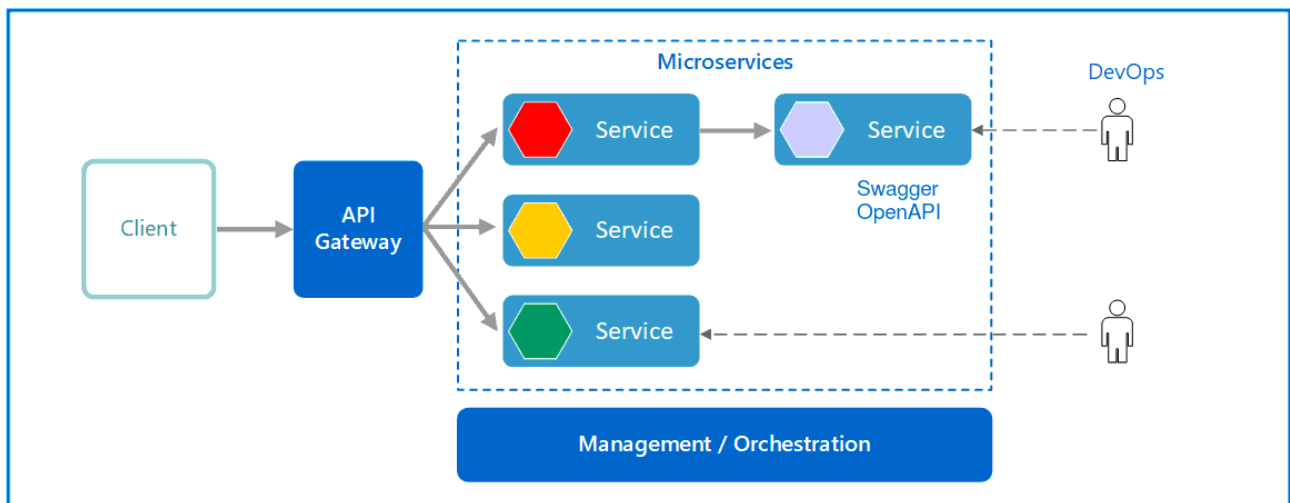 Microservices
DevOps
Service
Service
Client
API
Gateway
Swagger
OpenAPI
Service
Service
Management / Orchestration